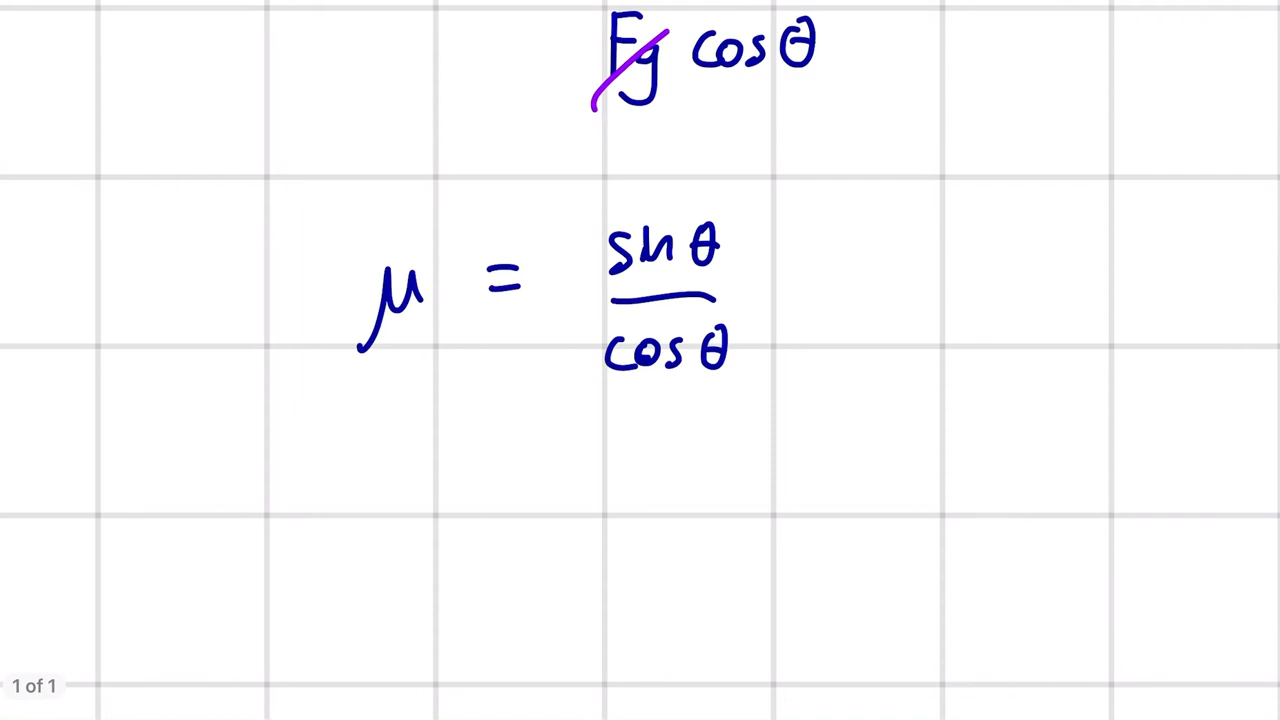 Fg cosθ
μ = sinθ
cosθ
1 of 1